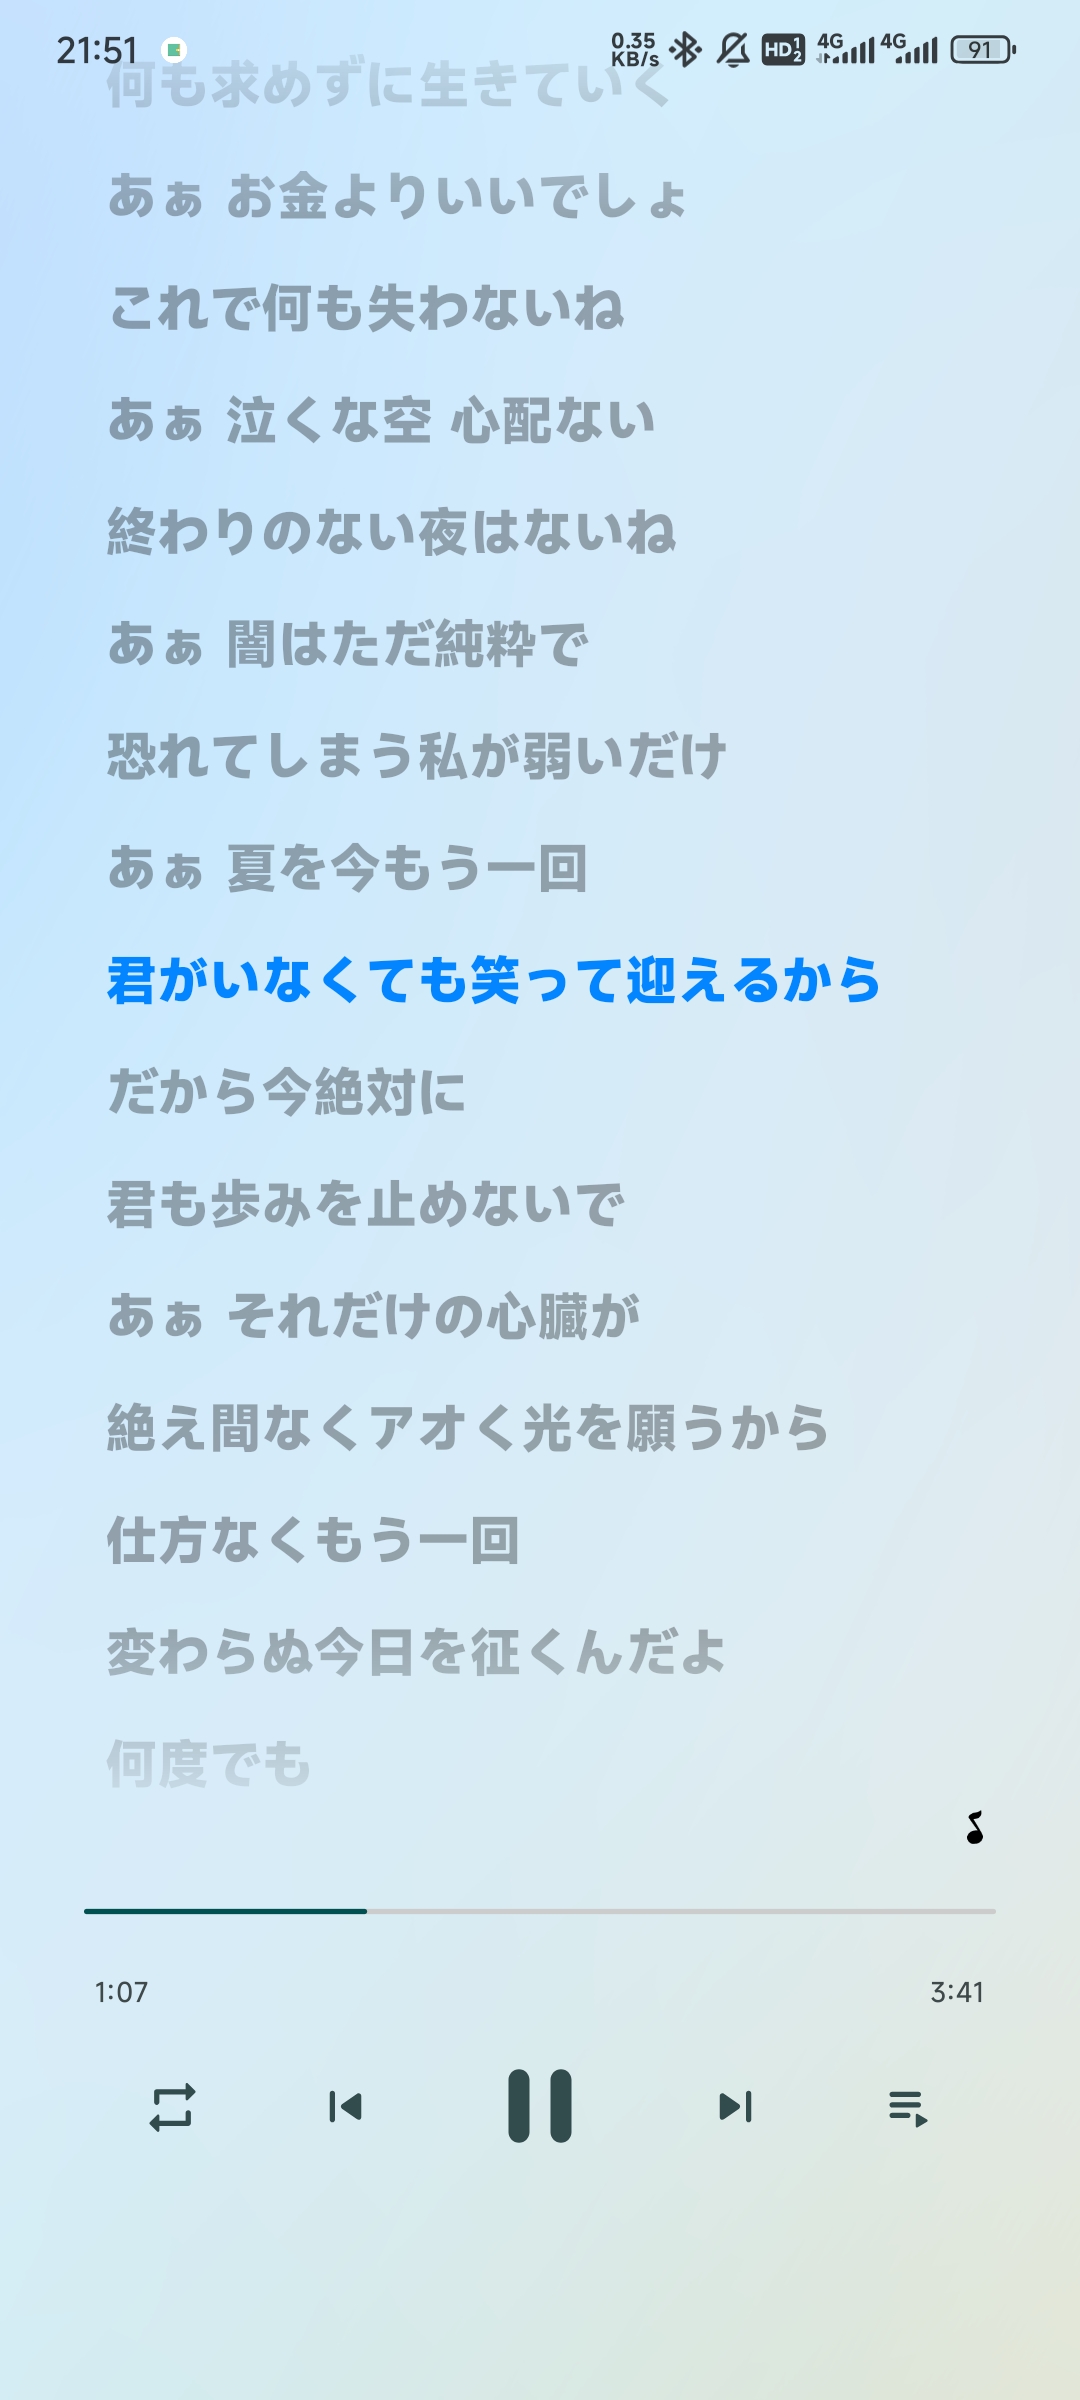 21:51 0.35 KB/s HD 1 2 4G 4G 91
何も求めずに生きていく
あぁ お金よりいいでしょ
これで何も失わないね
あぁ 泣くな空 心配ない
終わりのない夜はないね
あぁ 闇はただ純粋で
恐れてしまう私が弱いだけ
あぁ 夏を今もう一回
君がいなくても笑って迎えるから
だから今絶対に
君も歩みを止めないで
あぁ それだけの心臓が
絶え間なくアオく光を願うから
仕方なくもう一回
変わらぬ今日を征くんだよ
何度でも
1:07 3:41